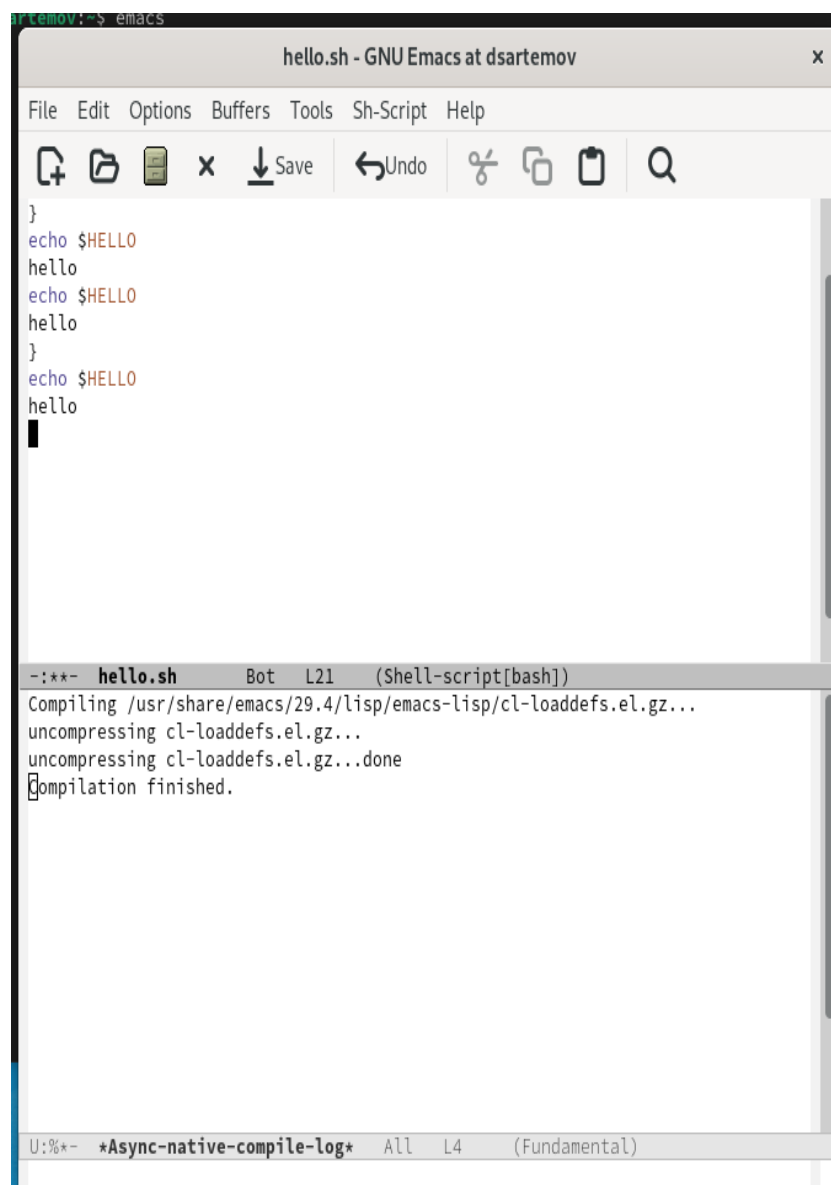 artemov:~$ emacs
hello.sh - GNU Emacs at dsartemov ×
File Edit Options Buffers Tools Sh-Script Help
Save Undo
}
echo $HELLO
hello
echo $HELLO
hello
}
echo $HELLO
hello
-:**- hello.sh Bot L21 (Shell-script[bash])
Compiling /usr/share/emacs/29.4/lisp/emacs-lisp/cl-loaddefs.el.gz...
uncompressing cl-loaddefs.el.gz...
uncompressing cl-loaddefs.el.gz...done
Compilation finished.
U:%*- *Async-native-compile-log* All L4 (Fundamental)